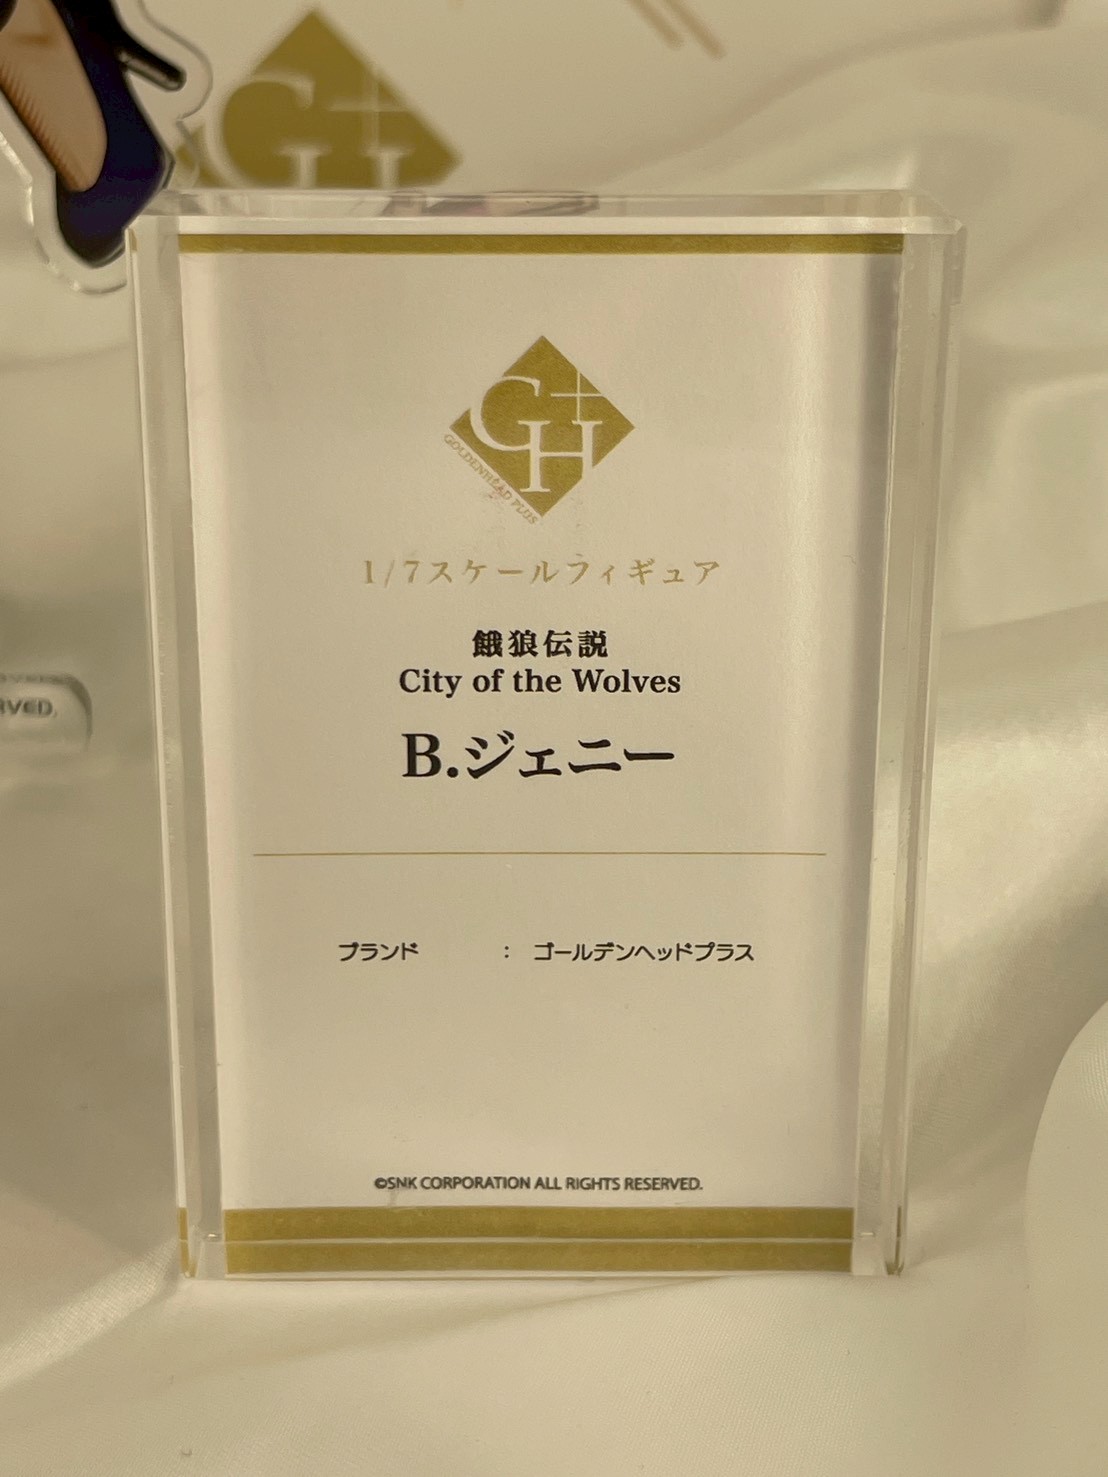 GH
GH+
GOLDENHEAD PLUS
1/7スケールフィギュア
餓狼伝説
City of the Wolves
B.ジェニー
RVED.
ブランド : ゴールデンヘッドプラス
©SNK CORPORATION ALL RIGHTS RESERVED.